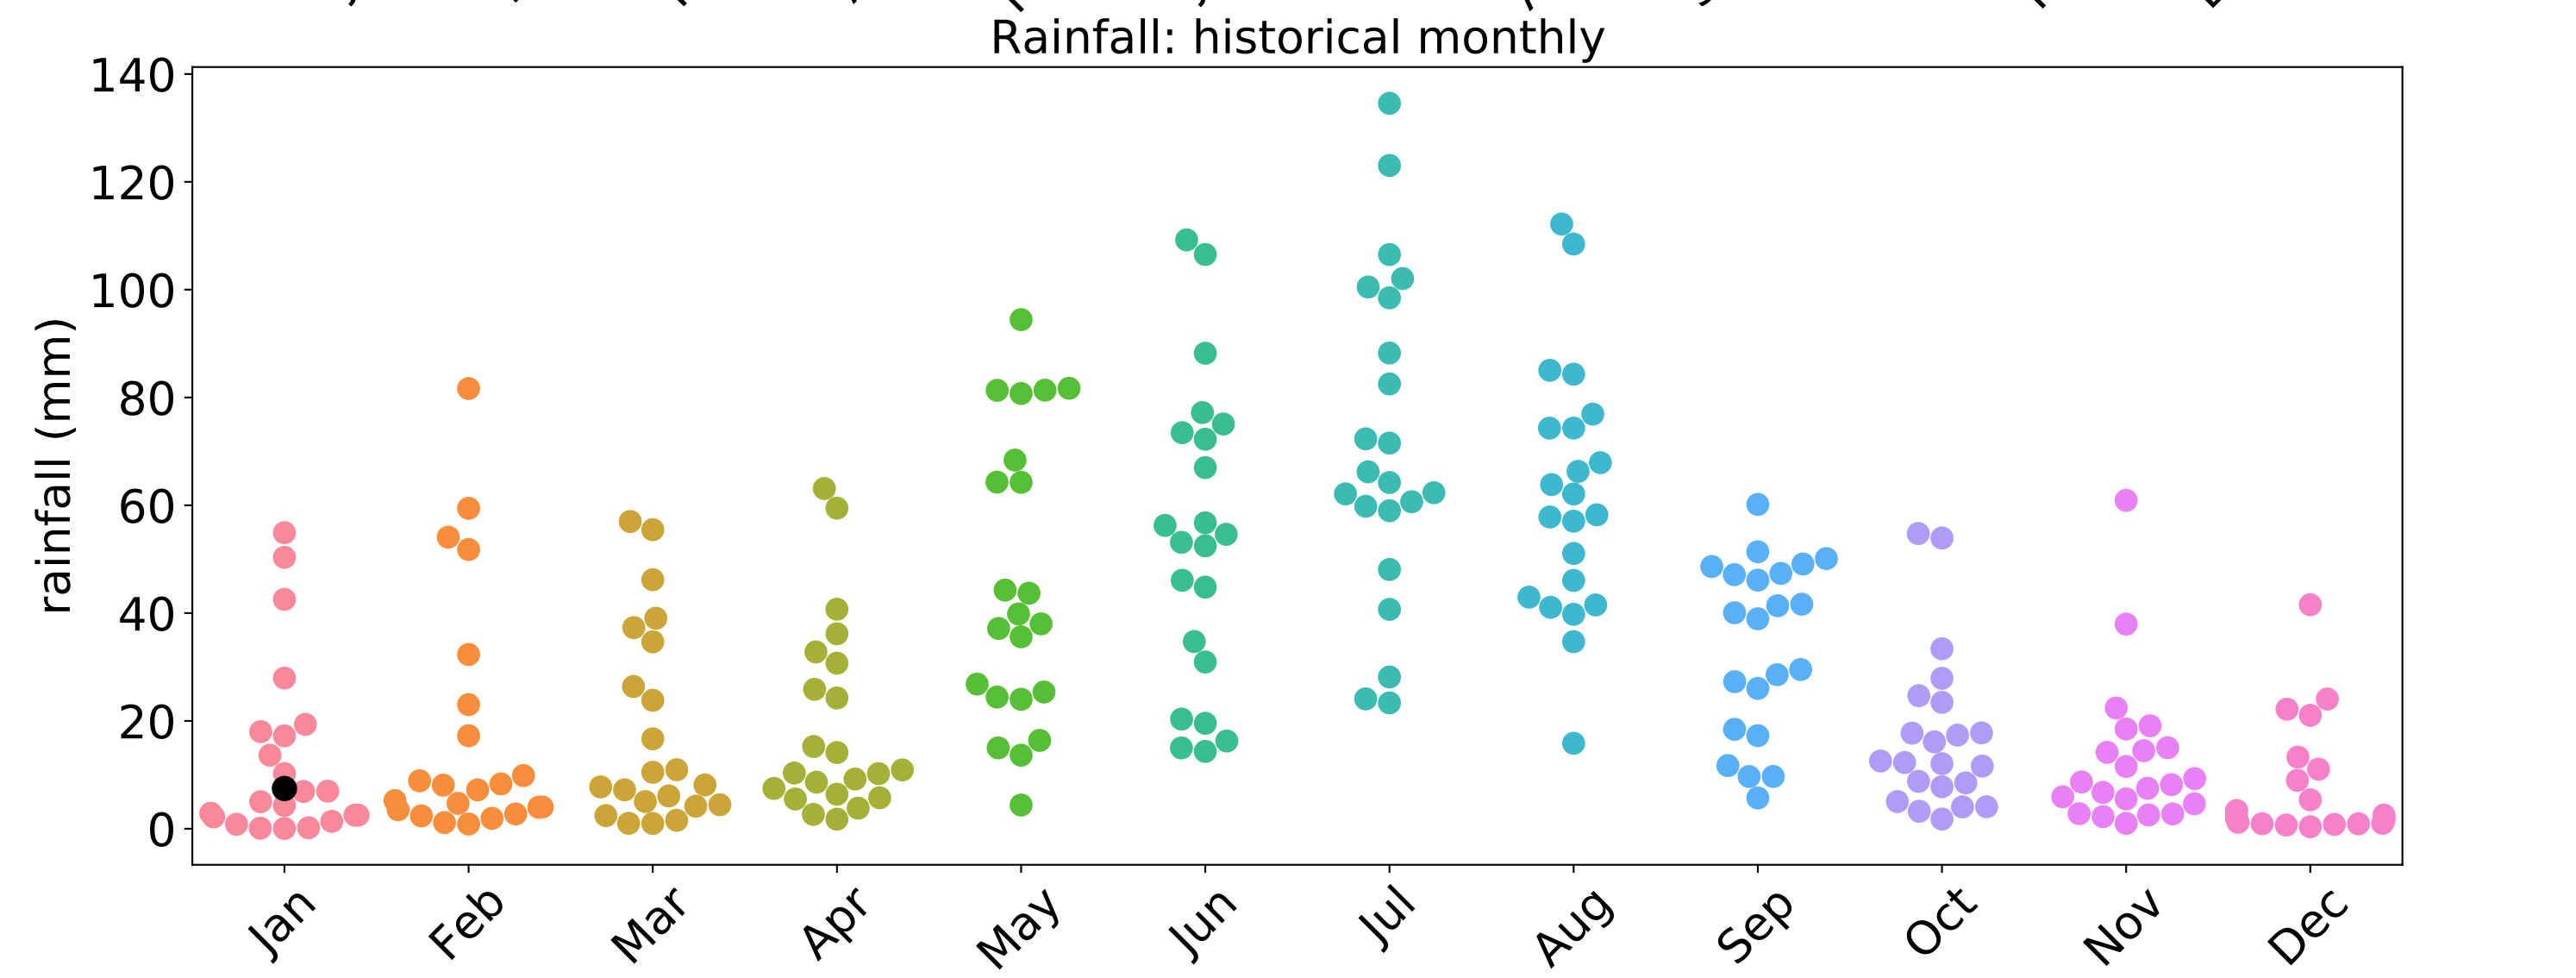 Rainfall: historical monthly
140
120
100
80
60
40
20
0
rainfall (mm)
Jan
Feb
Mar
Apr
May
Jun
Jul
Aug
Sep
Oct
Nov
Dec